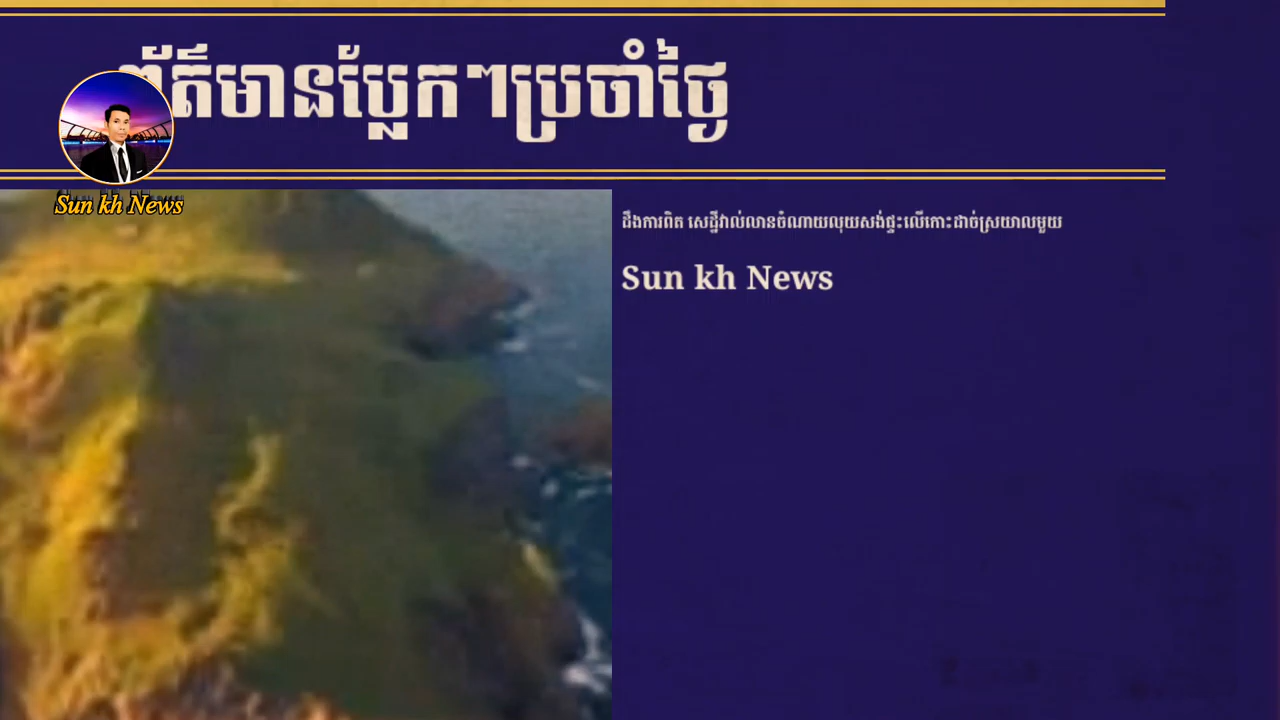 ព័ត៌មានប្លែកៗប្រចាំថ្ងៃ
Sun kh News
ដឹងការពិត សេដ្ឋីវាល់លានចំណាយលុយសង់ផ្ទះលើកោះដាច់ស្រយាលមួយ
Sun kh News